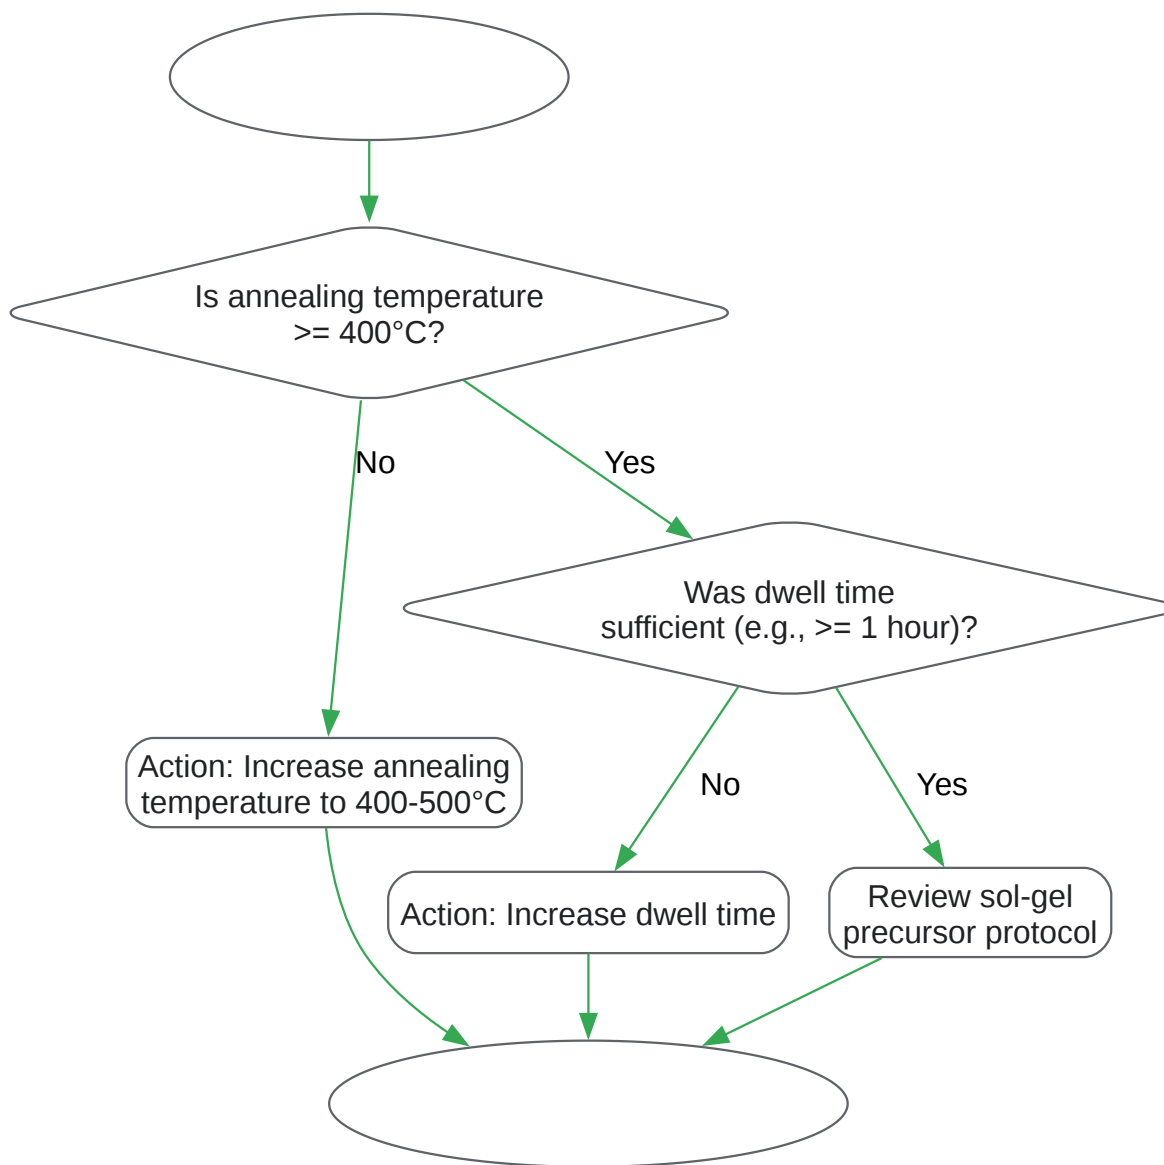 Is annealing temperature
>= 400°C?
No
Yes
Was dwell time
sufficient (e.g., >= 1 hour)?
Action: Increase annealing
temperature to 400-500°C
No
Yes
Action: Increase dwell time
Review sol-gel
precursor protocol